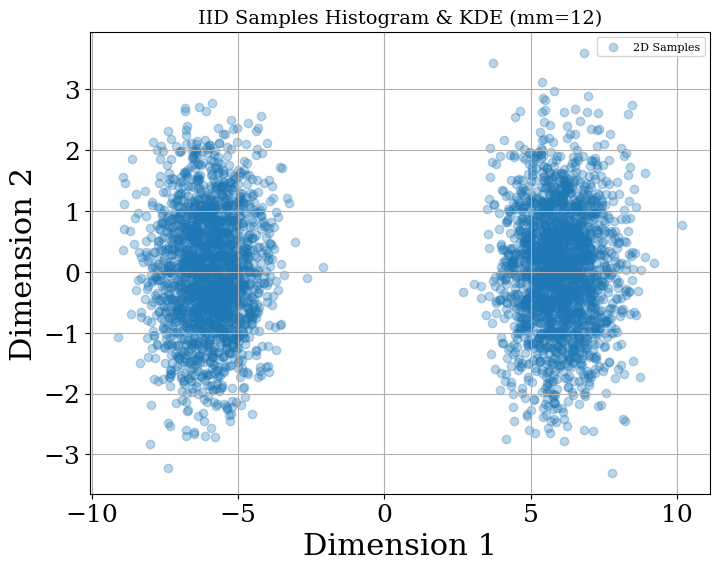 IID Samples Histogram & KDE (mm=12)
2D Samples
Dimension 2
3
2
1
0
−1
−2
−3
−10 −5 0 5 10
Dimension 1